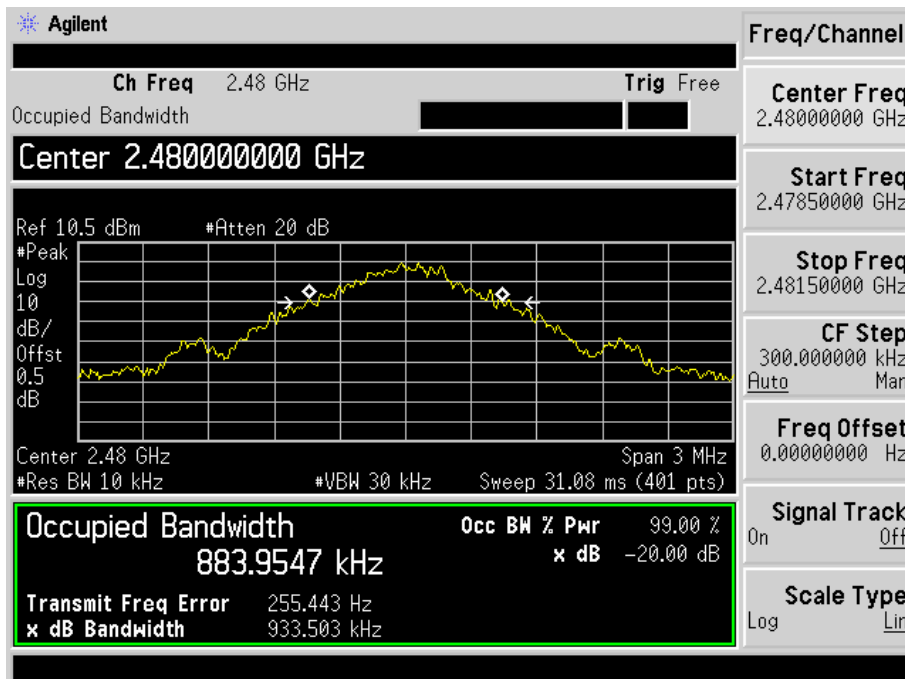 Agilent
Freq/Channel
Ch Freq 2.48 GHz Trig Free
Occupied Bandwidth
Center 2.480000000 GHz
Ref 10.5 dBm #Atten 20 dB
#Peak
Log
10
dB/
Offst
0.5
dB
Center 2.48 GHz Span 3 MHz
#Res BW 10 kHz #VBW 30 kHz Sweep 31.08 ms (401 pts)
Occupied Bandwidth
883.9547 kHz
Occ BW % Pwr 99.00 %
x dB -20.00 dB
Transmit Freq Error 255.443 Hz
x dB Bandwidth 933.503 kHz
Center Freq
2.48000000 GHz
Start Freq
2.47850000 GHz
Stop Freq
2.48150000 GHz
CF Step
300.000000 kHz
Auto Man
Freq Offset
0.00000000 Hz
Signal Track
On Off
Scale Type
Log Lin